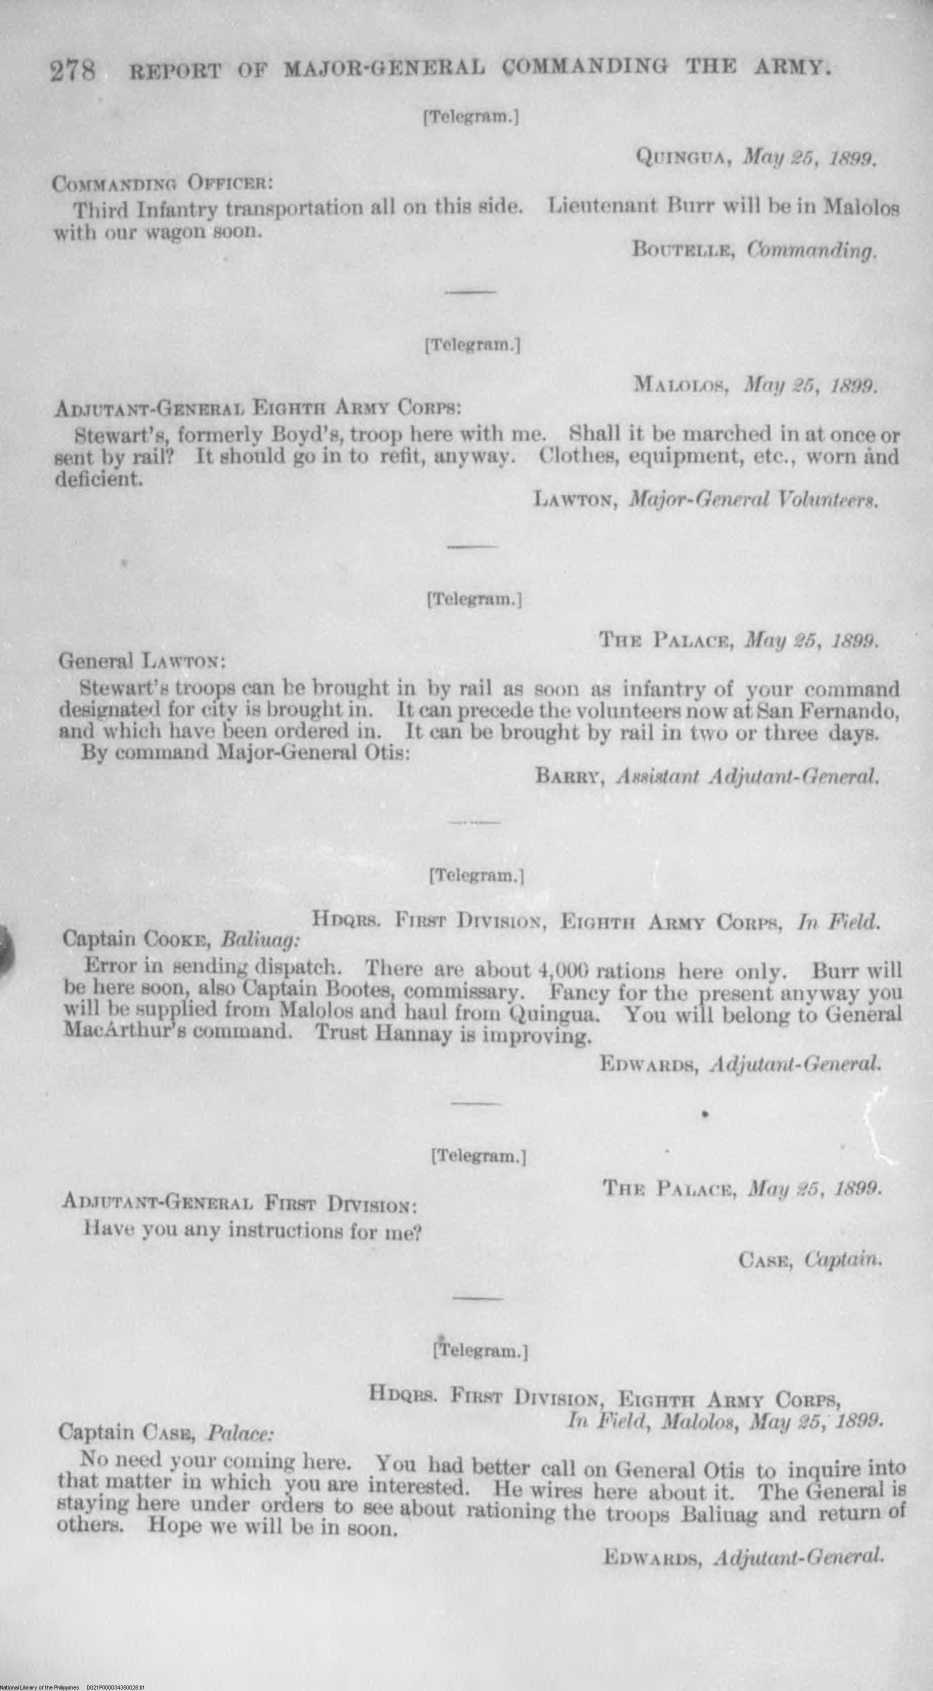 278 REPORT OF MAJOR-GENERAL COMMANDING THE ARMY.
[Telegram.]
QUINGUA, May 25, 1899.
COMMANDING OFFICER:
Third Infantry transportation all on this side. Lieutenant Burr will be in Malolos
with our wagon soon.
BOUTELLE, Commanding.
[Telegram.]
MALOLOS, May 25, 1899.
ADJUTANT-GENERAL EIGHTH ARMY CORPS:
Stewart's, formerly Boyd's, troop here with me. Shall it be marched in at once or
sent by rail? It should go in to refit, anyway. Clothes, equipment, etc., worn and
deficient.
LAWTON, Major-General Volunteers.
[Telegram.]
THE PALACE, May 25, 1899.
General LAWTON:
Stewart's troops can be brought in by rail as soon as infantry of your command
designated for city is brought in. It can precede the volunteers now at San Fernando,
and which have been ordered in. It can be brought by rail in two or three days.
By command Major-General Otis:
BARRY, Assistant Adjutant-General.
[Telegram.]
HDQRS. FIRST DIVISION, EIGHTH ARMY CORPS, In Field.
Captain COOKE, Baliuag:
Error in sending dispatch. There are about 4,000 rations here only. Burr will
be here soon, also Captain Bootes, commissary. Fancy for the present anyway you
will be supplied from Malolos and haul from Quingua. You will belong to General
MacArthur's command. Trust Hannay is improving.
EDWARDS, Adjutant-General.
[Telegram.]
THE PALACE, May 25, 1899.
ADJUTANT-GENERAL FIRST DIVISION:
Have you any instructions for me?
CASE, Captain.
[Telegram.]
HDQRS. FIRST DIVISION, EIGHTH ARMY CORPS,
In Field, Malolos, May 25, 1899.
Captain CASE, Palace:
No need your coming here. You had better call on General Otis to inquire into
that matter in which you are interested. He wires here about it. The General is
staying here under orders to see about rationing the troops Baliuag and return of
others. Hope we will be in soon.
EDWARDS, Adjutant-General.
National Library of the Philippines